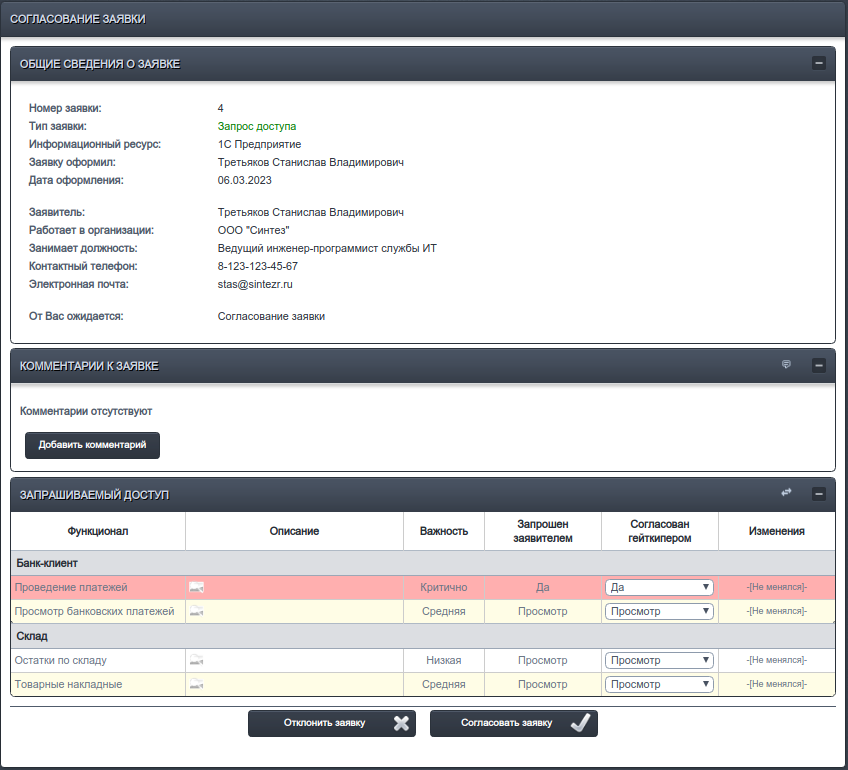 СОГЛАСОВАНИЕ ЗАЯВКИ
ОБЩИЕ СВЕДЕНИЯ О ЗАЯВКЕ
Номер заявки: 4
Тип заявки: Запрос доступа
Информационный ресурс: 1С Предприятие
Заявку оформил: Третьяков Станислав Владимирович
Дата оформления: 06.03.2023
Заявитель: Третьяков Станислав Владимирович
Работает в организации: ООО "Синтез"
Занимает должность: Ведущий инженер-программист службы ИТ
Контактный телефон: 8-123-123-45-67
Электронная почта: stas@sintezr.ru
От Вас ожидается: Согласование заявки
КОММЕНТАРИИ К ЗАЯВКЕ
Комментарии отсутствуют
Добавить комментарий
ЗАПРАШИВАЕМЫЙ ДОСТУП
Функционал Описание Важность Запрошен заявителем Согласован гейткипером Изменения
Банк-клиент
Проведение платежей Критично Да Да -[Не менялся]-
Просмотр банковских платежей Средняя Просмотр Просмотр -[Не менялся]-
Склад
Остатки по складу Низкая Просмотр Просмотр -[Не менялся]-
Товарные накладные Средняя Просмотр Просмотр -[Не менялся]-
Отклонить заявку Согласовать заявку